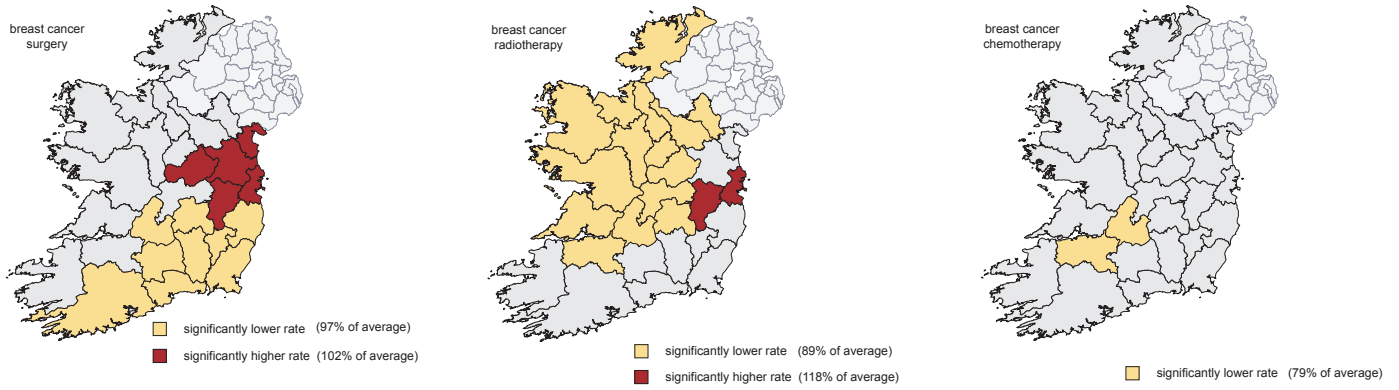 breast cancer
surgery
significantly lower rate (97% of average)
significantly higher rate (102% of average)
breast cancer
radiotherapy
significantly lower rate (89% of average)
significantly higher rate (118% of average)
breast cancer
chemotherapy
significantly lower rate (79% of average)